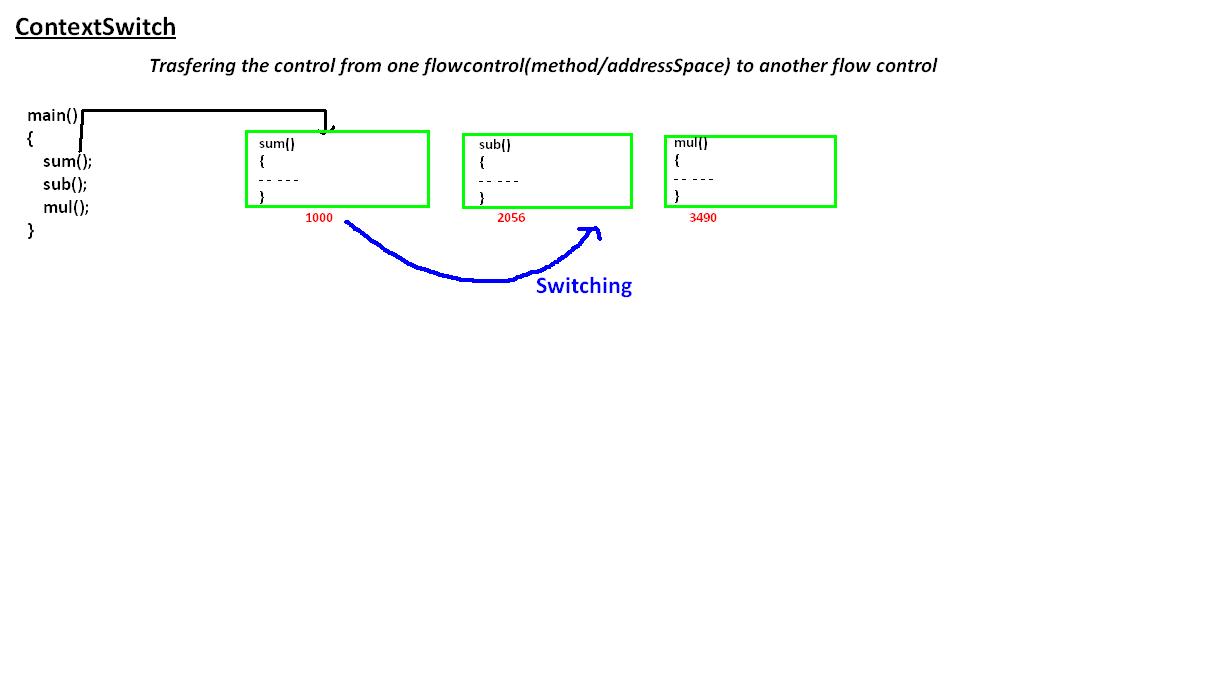 ContextSwitch
Trasfering the control from one flowcontrol(method/addressSpace) to another flow control
main()
{
sum();
sub();
mul();
}
sum()
{
-- ---
}
1000
sub()
{
-- ---
}
2056
mul()
{
-- ---
}
3490
Switching